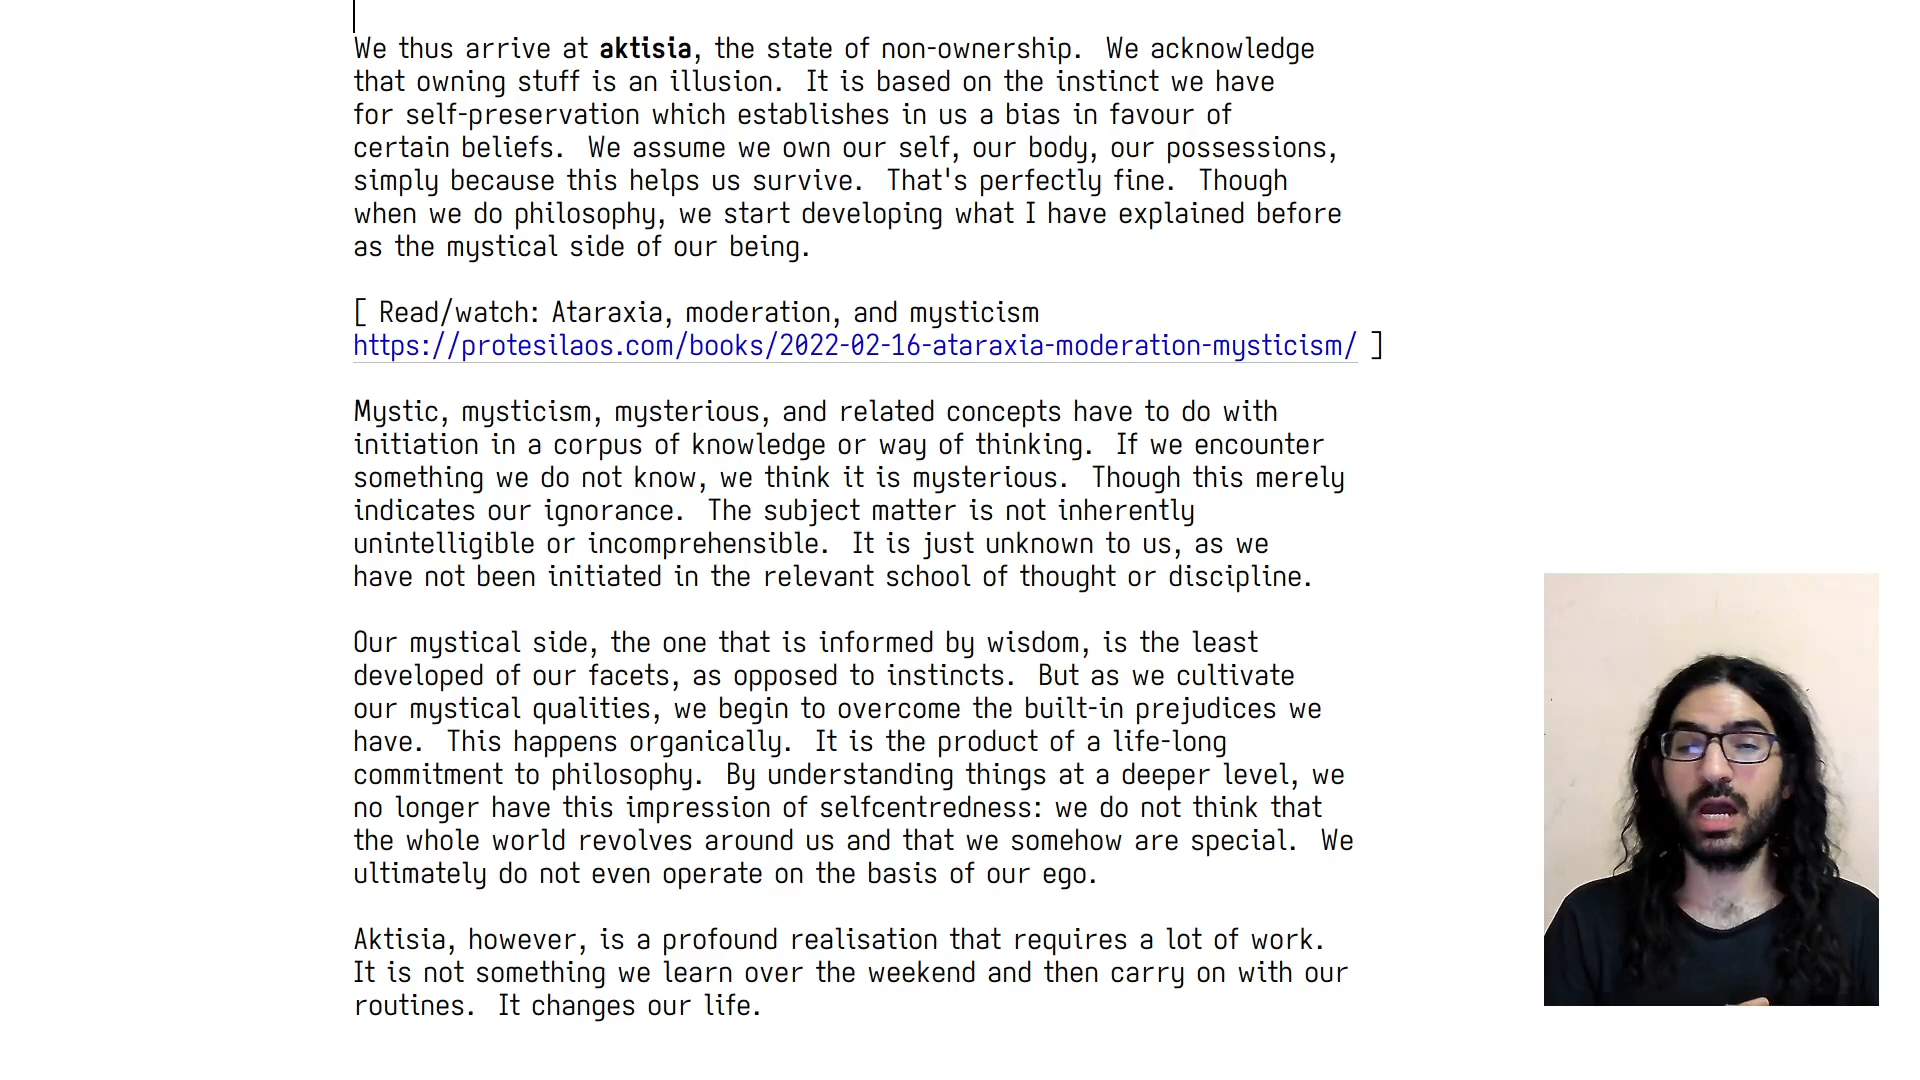 We thus arrive at aktisia, the state of non-ownership.  We acknowledge
that owning stuff is an illusion.  It is based on the instinct we have
for self-preservation which establishes in us a bias in favour of
certain beliefs.  We assume we own our self, our body, our possessions,
simply because this helps us survive.  That's perfectly fine.  Though
when we do philosophy, we start developing what I have explained before
as the mystical side of our being.
[ Read/watch: Ataraxia, moderation, and mysticism
https://protesilaos.com/books/2022-02-16-ataraxia-moderation-mysticism/ ]
Mystic, mysticism, mysterious, and related concepts have to do with
initiation in a corpus of knowledge or way of thinking.  If we encounter
something we do not know, we think it is mysterious.  Though this merely
indicates our ignorance.  The subject matter is not inherently
unintelligible or incomprehensible.  It is just unknown to us, as we
have not been initiated in the relevant school of thought or discipline.
Our mystical side, the one that is informed by wisdom, is the least
developed of our facets, as opposed to instincts.  But as we cultivate
our mystical qualities, we begin to overcome the built-in prejudices we
have.  This happens organically.  It is the product of a life-long
commitment to philosophy.  By understanding things at a deeper level, we
no longer have this impression of selfcentredness: we do not think that
the whole world revolves around us and that we somehow are special.  We
ultimately do not even operate on the basis of our ego.
Aktisia, however, is a profound realisation that requires a lot of work.
It is not something we learn over the weekend and then carry on with our
routines.  It changes our life.